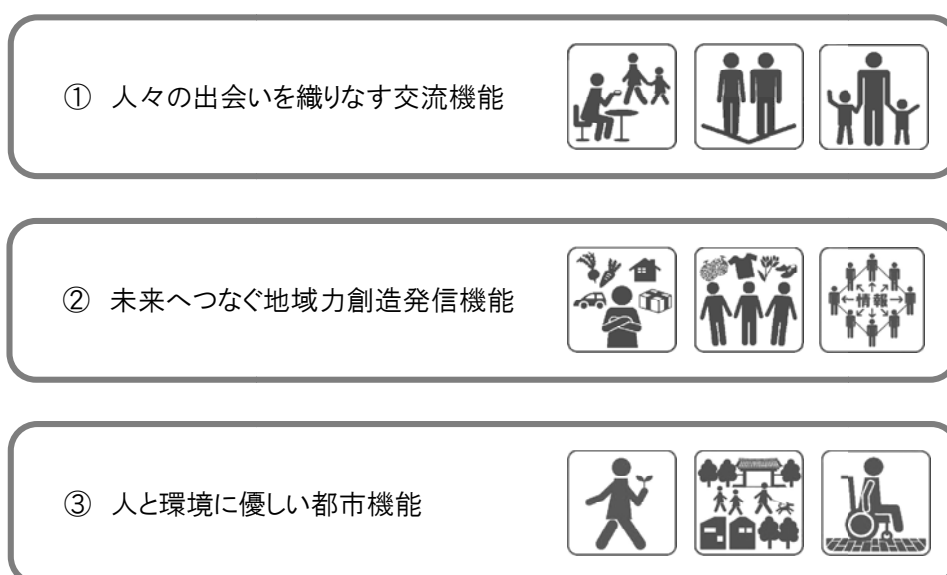 ① 人々の出会いを織りなす交流機能
② 未来へつなぐ地域力創造発信機能
←情報→
③ 人と環境に優しい都市機能